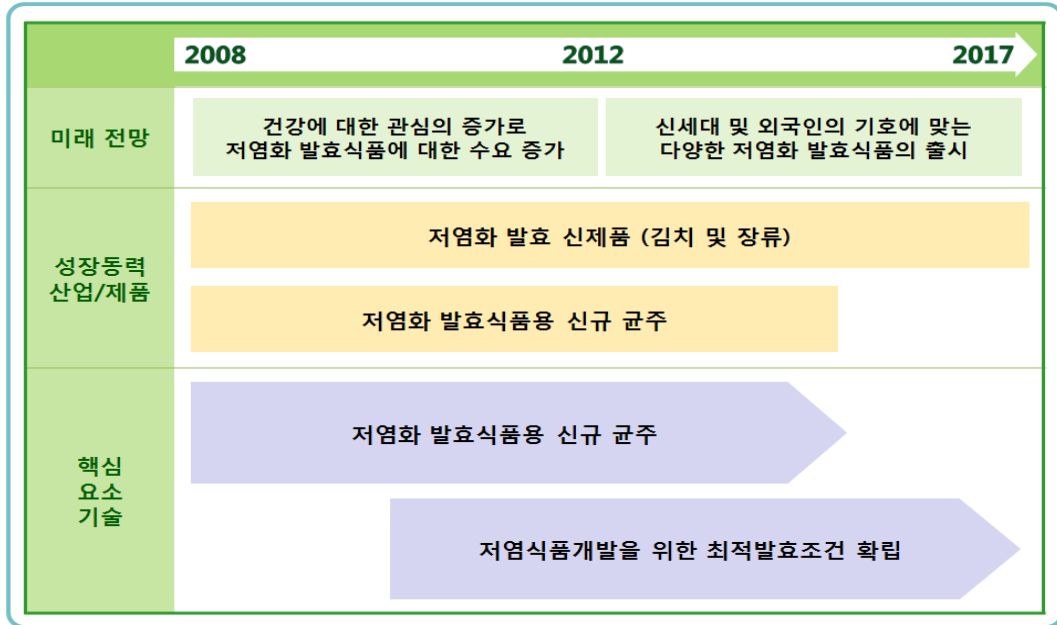 2008 2012 2017
미래 전망
건강에 대한 관심의 증가로
저염화 발효식품에 대한 수요 증가
신세대 및 외국인의 기호에 맞는
다양한 저염화 발효식품의 출시
성장동력
산업/제품
저염화 발효 신제품 (김치 및 장류)
저염화 발효식품용 신규 균주
핵심
요소
기술
저염화 발효식품용 신규 균주
저염식품개발을 위한 최적발효조건 확립